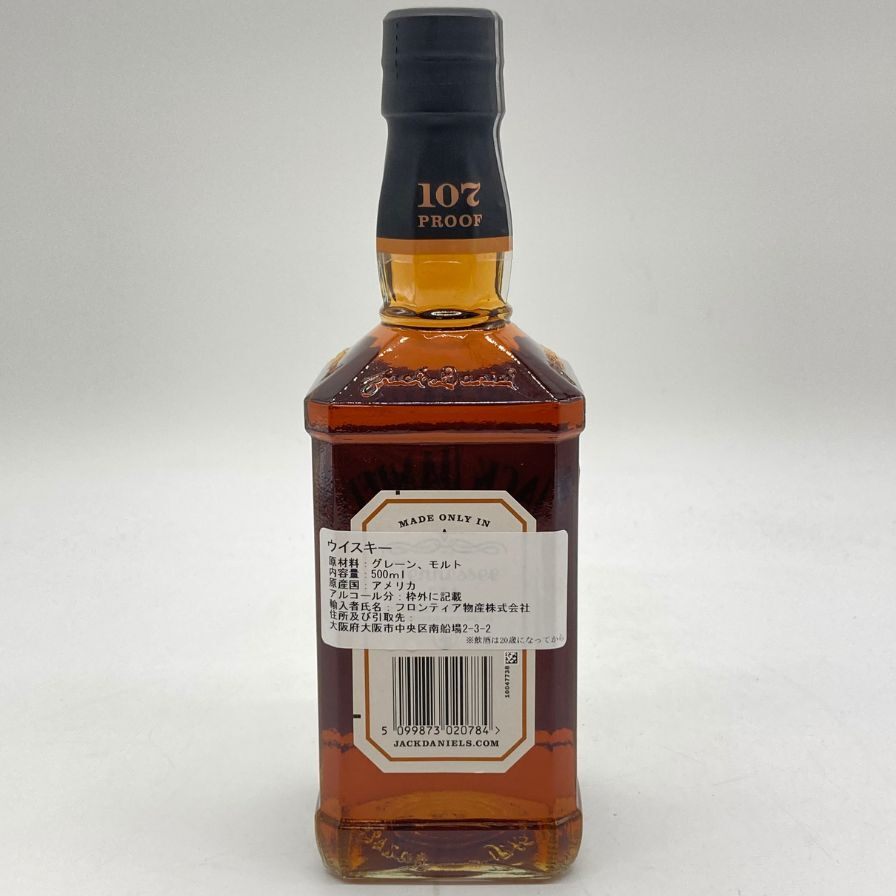 107
PROOF
Jack Daniel
MADE ONLY IN
ウイスキー
原材料：グレーン、モルト
内容量：500ml
原産国：アメリカ
アルコール分：枠外に記載
輸入者氏名：フロンティア物産株式会社
住所及び引取先：
大阪府大阪市中央区南船場2-3-2
※飲酒は20歳になってから
10047738
5 099873 020784 >
JACKDANIELS.COM